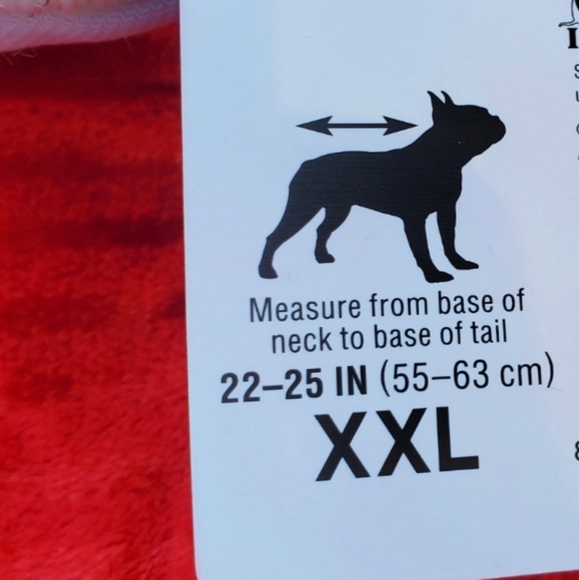 Measure from base of
neck to base of tail
22–25 IN (55–63 cm)
XXL